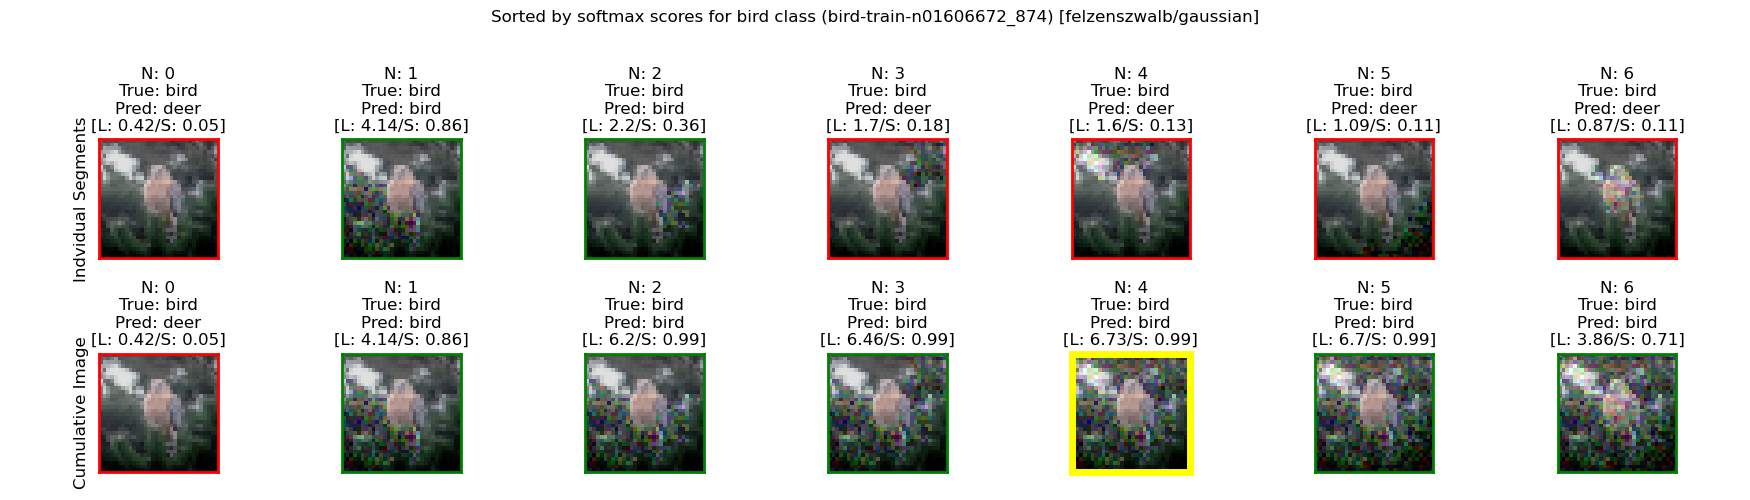 Sorted by softmax scores for bird class (bird-train-n01606672_874) [felzenszwalb/gaussian]
Indvidual Segments
N: 0
True: bird
Pred: deer
[L: 0.42/S: 0.05]
N: 1
True: bird
Pred: bird
[L: 4.14/S: 0.86]
N: 2
True: bird
Pred: bird
[L: 2.2/S: 0.36]
N: 3
True: bird
Pred: deer
[L: 1.7/S: 0.18]
N: 4
True: bird
Pred: deer
[L: 1.6/S: 0.13]
N: 5
True: bird
Pred: deer
[L: 1.09/S: 0.11]
N: 6
True: bird
Pred: deer
[L: 0.87/S: 0.11]
Cumulative Image
N: 0
True: bird
Pred: deer
[L: 0.42/S: 0.05]
N: 1
True: bird
Pred: bird
[L: 4.14/S: 0.86]
N: 2
True: bird
Pred: bird
[L: 6.2/S: 0.99]
N: 3
True: bird
Pred: bird
[L: 6.46/S: 0.99]
N: 4
True: bird
Pred: bird
[L: 6.73/S: 0.99]
N: 5
True: bird
Pred: bird
[L: 6.7/S: 0.99]
N: 6
True: bird
Pred: bird
[L: 3.86/S: 0.71]